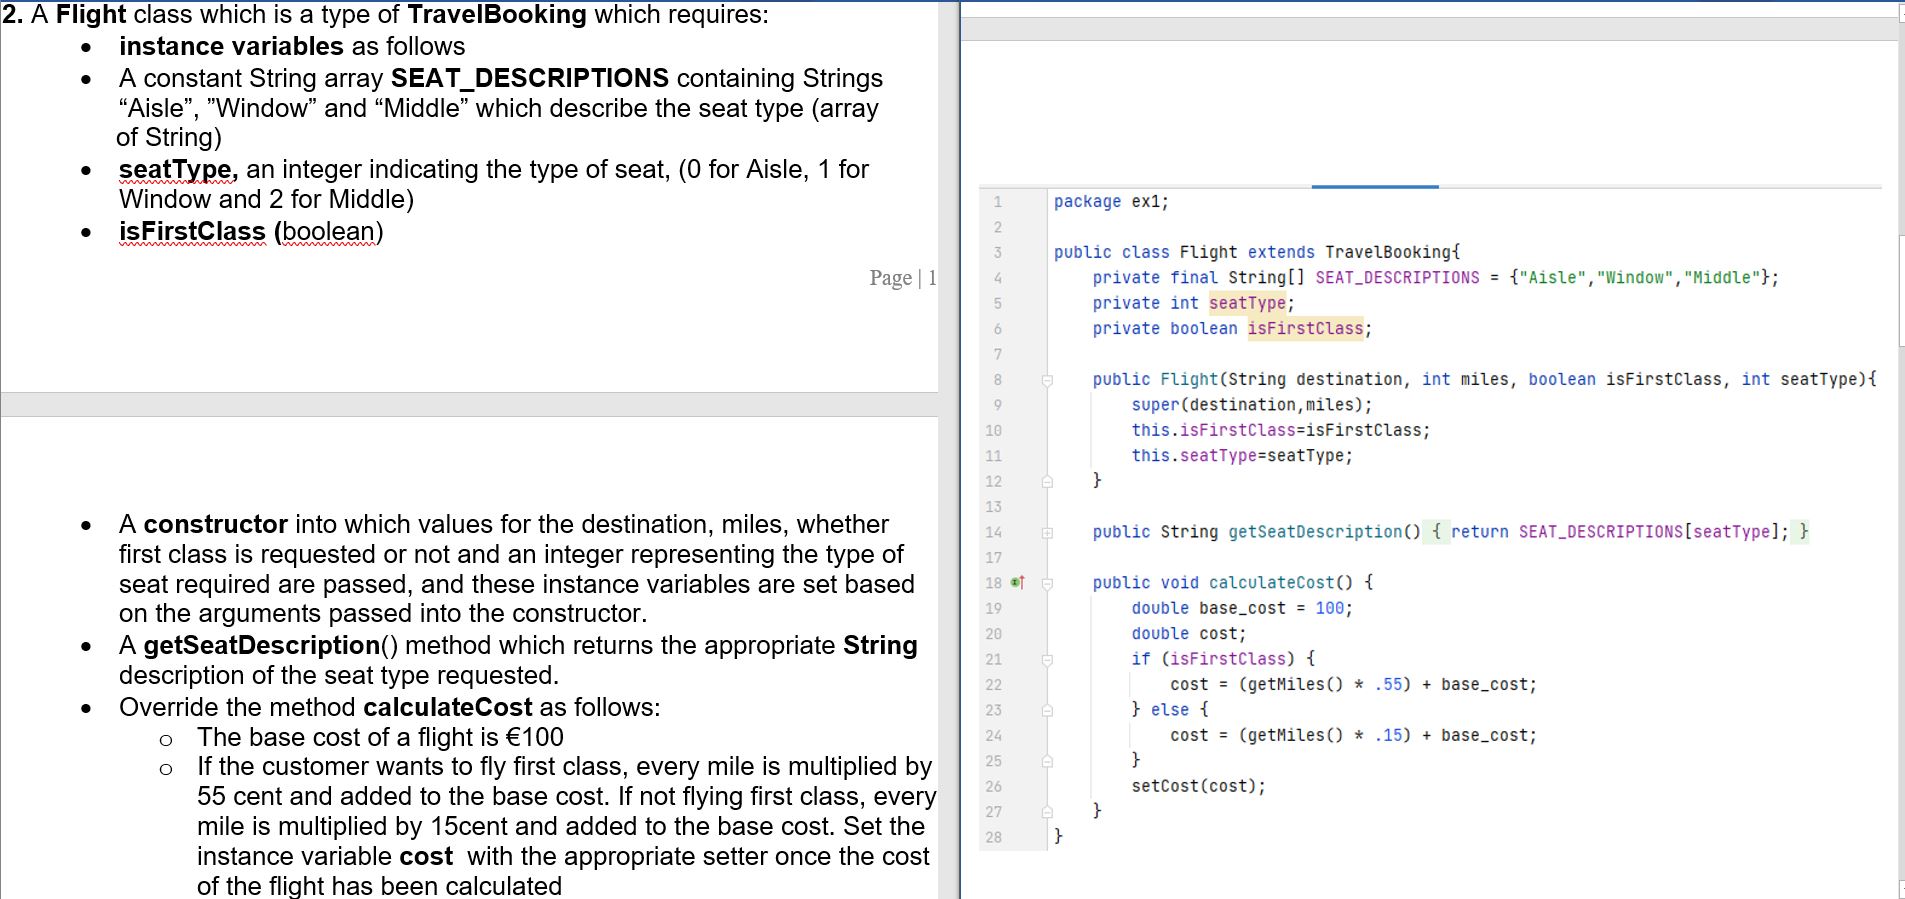 2. A Flight class which is a type of TravelBooking which requires:
• instance variables as follows
• A constant String array SEAT_DESCRIPTIONS containing Strings
“Aisle”, ”Window” and “Middle” which describe the seat type (array
of String)
• seatType, an integer indicating the type of seat, (0 for Aisle, 1 for
Window and 2 for Middle)
• isFirstClass (boolean)
Page | 1
• A constructor into which values for the destination, miles, whether
first class is requested or not and an integer representing the type of
seat required are passed, and these instance variables are set based
on the arguments passed into the constructor.
• A getSeatDescription() method which returns the appropriate String
description of the seat type requested.
• Override the method calculateCost as follows:
o The base cost of a flight is €100
o If the customer wants to fly first class, every mile is multiplied by
55 cent and added to the base cost. If not flying first class, every
mile is multiplied by 15cent and added to the base cost. Set the
instance variable cost with the appropriate setter once the cost
of the flight has been calculated
1 package ex1;
2
3 public class Flight extends TravelBooking{
4 private final String[] SEAT_DESCRIPTIONS = {"Aisle","Window","Middle"};
5 private int seatType;
6 private boolean isFirstClass;
7
8 public Flight(String destination, int miles, boolean isFirstClass, int seatType){
9 super(destination,miles);
10 this.isFirstClass=isFirstClass;
11 this.seatType=seatType;
12 }
13
14 public String getSeatDescription() { return SEAT_DESCRIPTIONS[seatType]; }
17
18 public void calculateCost() {
19 double base_cost = 100;
20 double cost;
21 if (isFirstClass) {
22 cost = (getMiles() * .55) + base_cost;
23 } else {
24 cost = (getMiles() * .15) + base_cost;
25 }
26 setCost(cost);
27 }
28 }